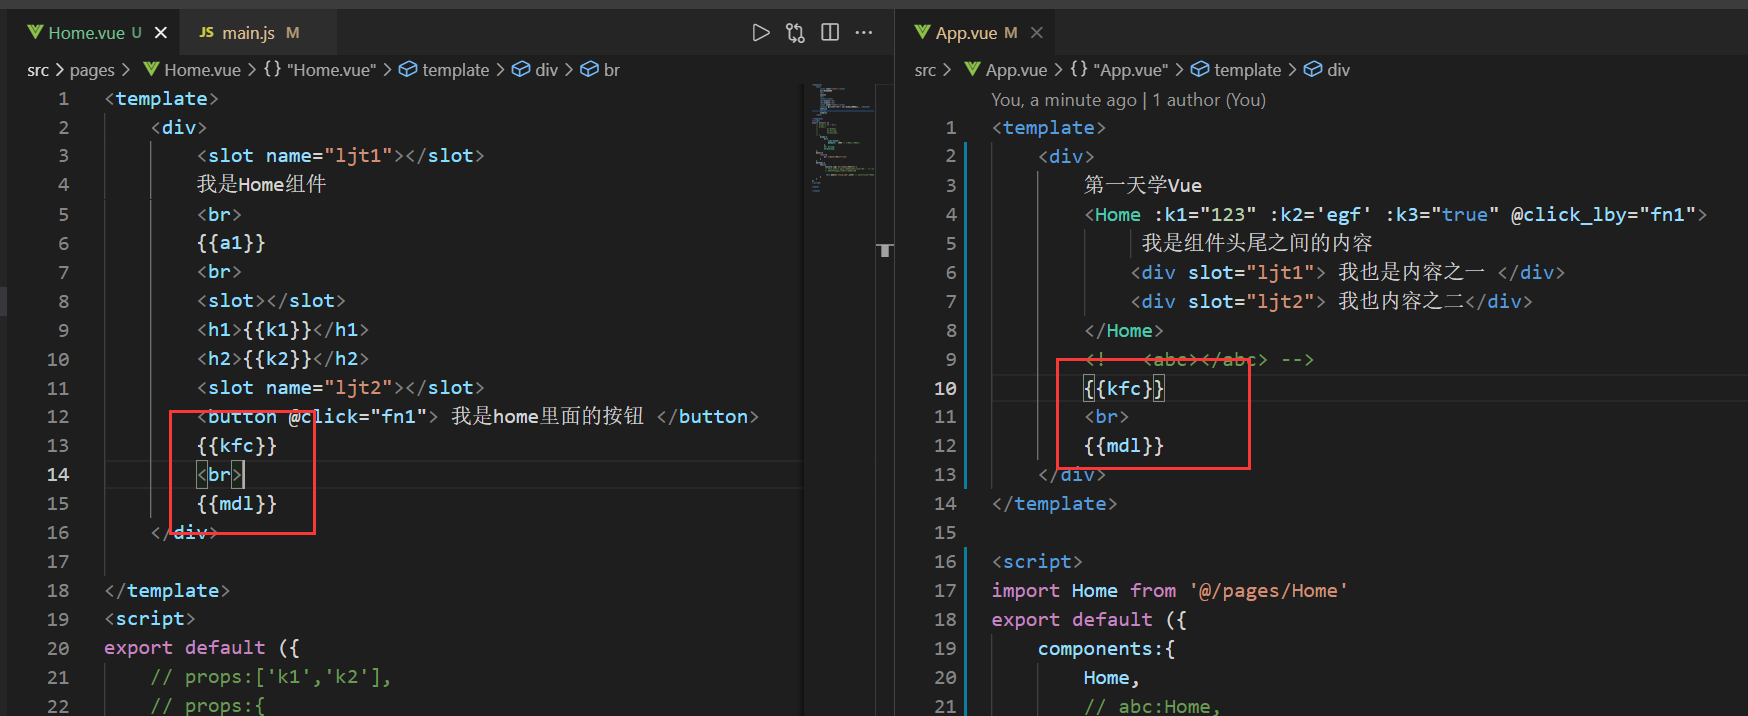 Home.vue U
JS main.js M
src > pages > Home.vue > {} "Home.vue" > template > div > br
1 <template>
2 <div>
3 <slot name="ljt1"></slot>
4 我是Home组件
5 <br>
6 {{a1}}
7 <br>
8 <slot></slot>
9 <h1>{{k1}}</h1>
10 <h2>{{k2}}</h2>
11 <slot name="ljt2"></slot>
12 <button @click="fn1"> 我是home里面的按钮 </button>
13 {{kfc}}
14 <br>
15 {{mdl}}
16 </div>
17
18 </template>
19 <script>
20 export default ({
21 // props:['k1','k2'],
22 // props:{
App.vue M
src > App.vue > {} "App.vue" > template > div
You, a minute ago | 1 author (You)
1 <template>
2 <div>
3 第一天学Vue
4 <Home :k1="123" :k2='egf' :k3="true" @click_lby="fn1">
5 我是组件头尾之间的内容
6 <div slot="ljt1"> 我也是内容之一 </div>
7 <div slot="ljt2"> 我也内容之二</div>
8 </Home>
9 <!-- <abc></abc> -->
10 {{kfc}}
11 <br>
12 {{mdl}}
13 </div>
14 </template>
15
16 <script>
17 import Home from '@/pages/Home'
18 export default ({
19 components:{
20 Home,
21 // abc:Home,